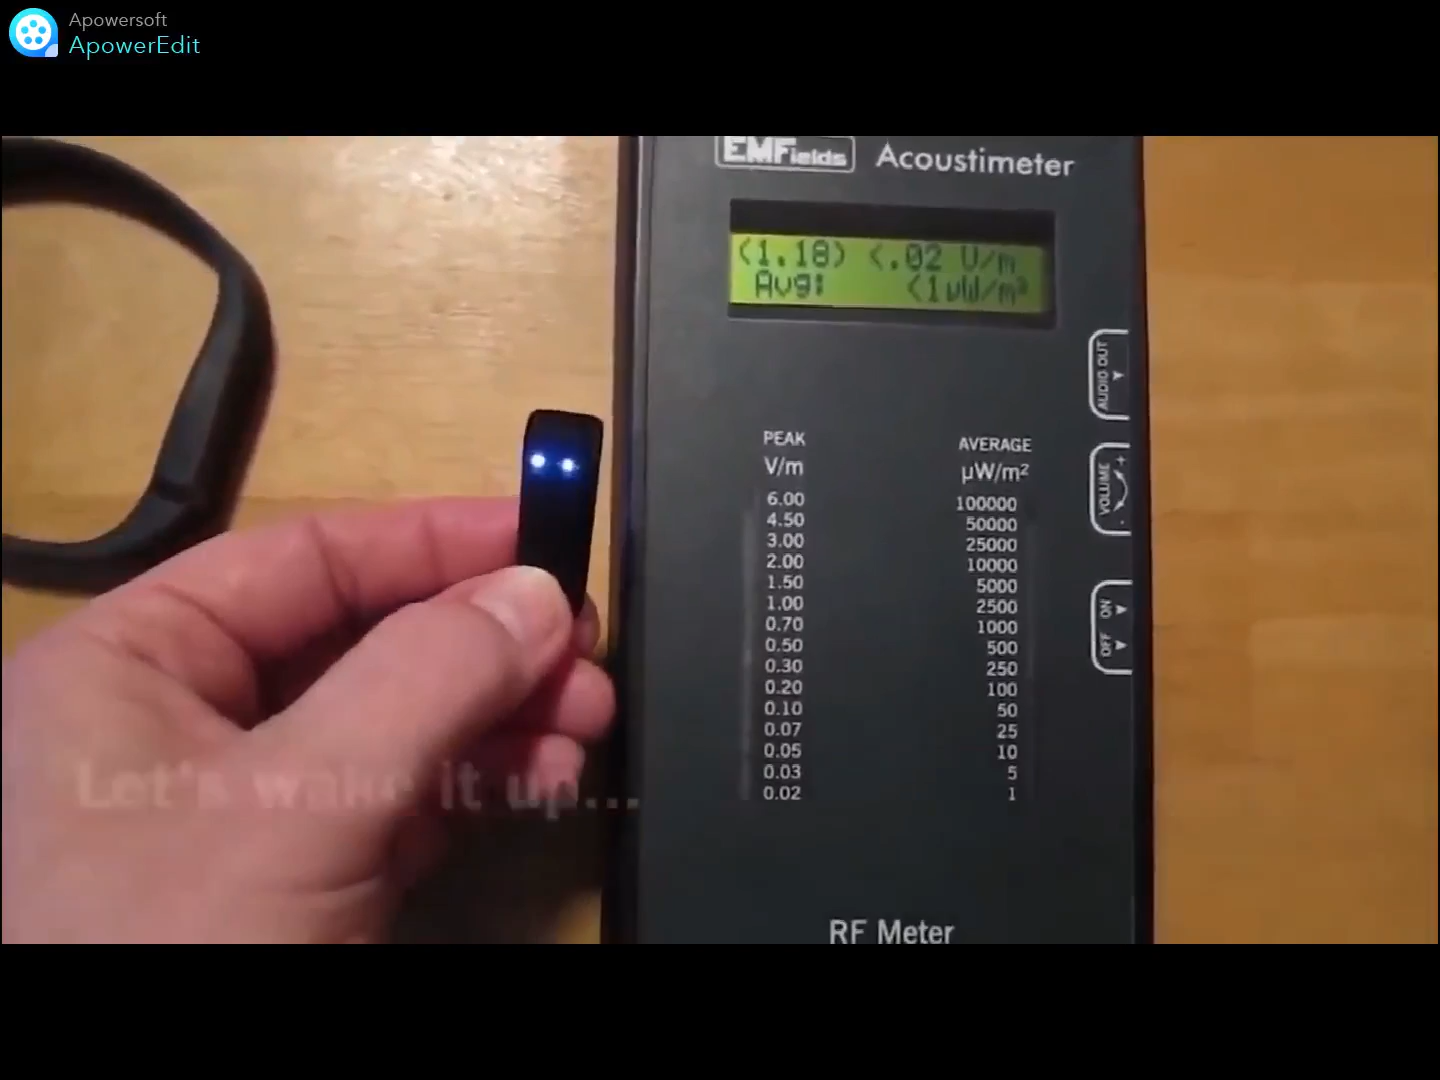 Apowersoft
ApowerEdit
EMFields Acoustimeter
(1.18) <.02 V/m
Avg: <1µW/m²
AUDIO OUT
PEAK AVERAGE
V/m µW/m²
6.00 100000
4.50 50000
3.00 25000
2.00 10000
1.50 5000
1.00 2500
0.70 1000
0.50 500
0.30 250
0.20 100
0.10 50
0.07 25
0.05 10
0.03 5
0.02 1
VOLUME + -
OFF ON
Let's wake it up...
RF Meter